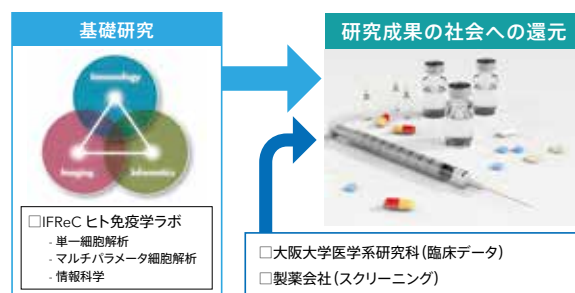 基礎研究
Immunology
Imaging
Informatics
□IFReC ヒト免疫学ラボ
- 単一細胞解析
- マルチパラメータ細胞解析
- 情報科学
研究成果の社会への還元
□大阪大学医学系研究科(臨床データ)
□製薬会社(スクリーニング)